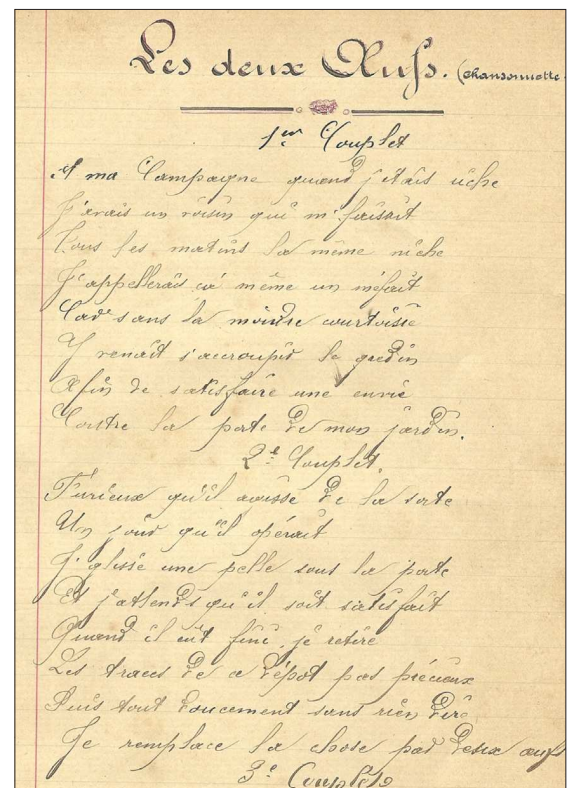 Les deux Œufs. (chansonnette
1er Couplet
A ma Campagne quand j'étais riche
J'avais un voisin qui m'faisait
Tous les matins la même niche
J'appellerais ça même un méfait
Car sans la moindre courtoisie
Y venait s'accroupir le gredin
Afin de satisfaire une envie
Contre la porte de mon jardin.
2e Couplet.
Furieux qu'il agisse de la sorte
Un jour qu'il opérait
J'glisse une pelle sous la porte
Et j'attends qu'il soit satisfait
Quand il eût fini je retire
Les traces de ce dépot pas précieux
Puis tout doucement sans rien dire
Je remplace la chose par deux œufs
3e Couplet